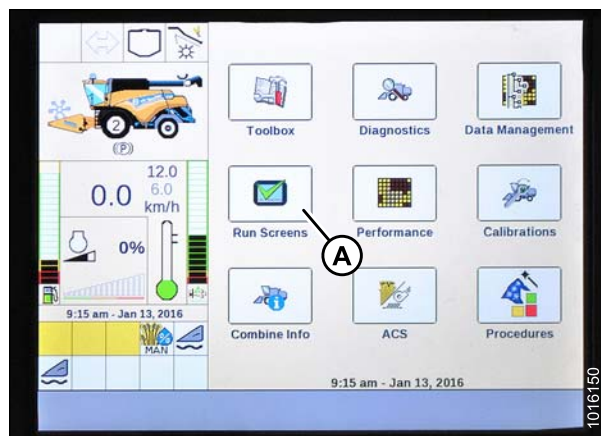 Toolbox
Diagnostics
Data Management
2
(P)
12.0
0.0
6.0
km/h
Run Screens
Performance
Calibrations
A
0%
9:15 am - Jan 13, 2016
MAN
Combine Info
ACS
Procedures
9:15 am - Jan 13, 2016
1016150